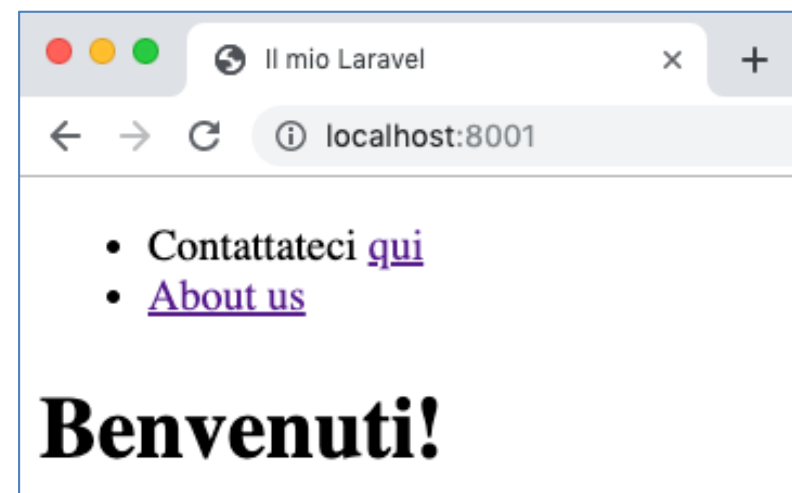 Il mio Laravel
localhost:8001
Contattateci qui
About us
Benvenuti!